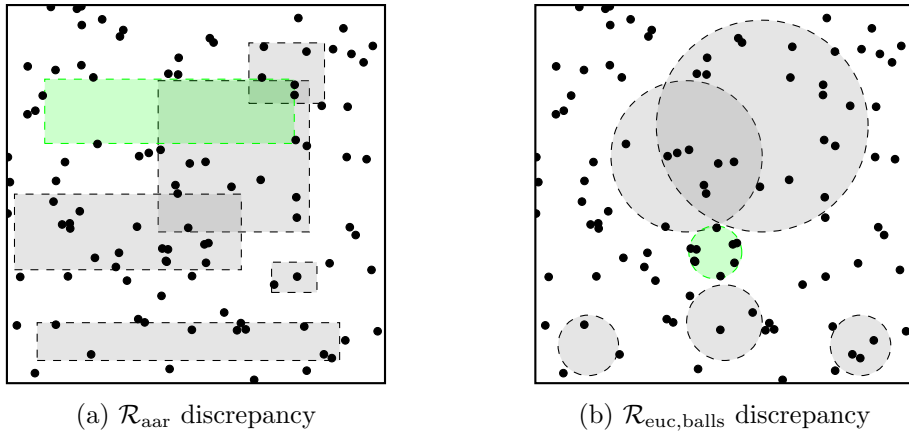 (a) $\mathcal{R}_{\text{aar}}$ discrepancy
(b) $\mathcal{R}_{\text{euc,balls}}$ discrepancy